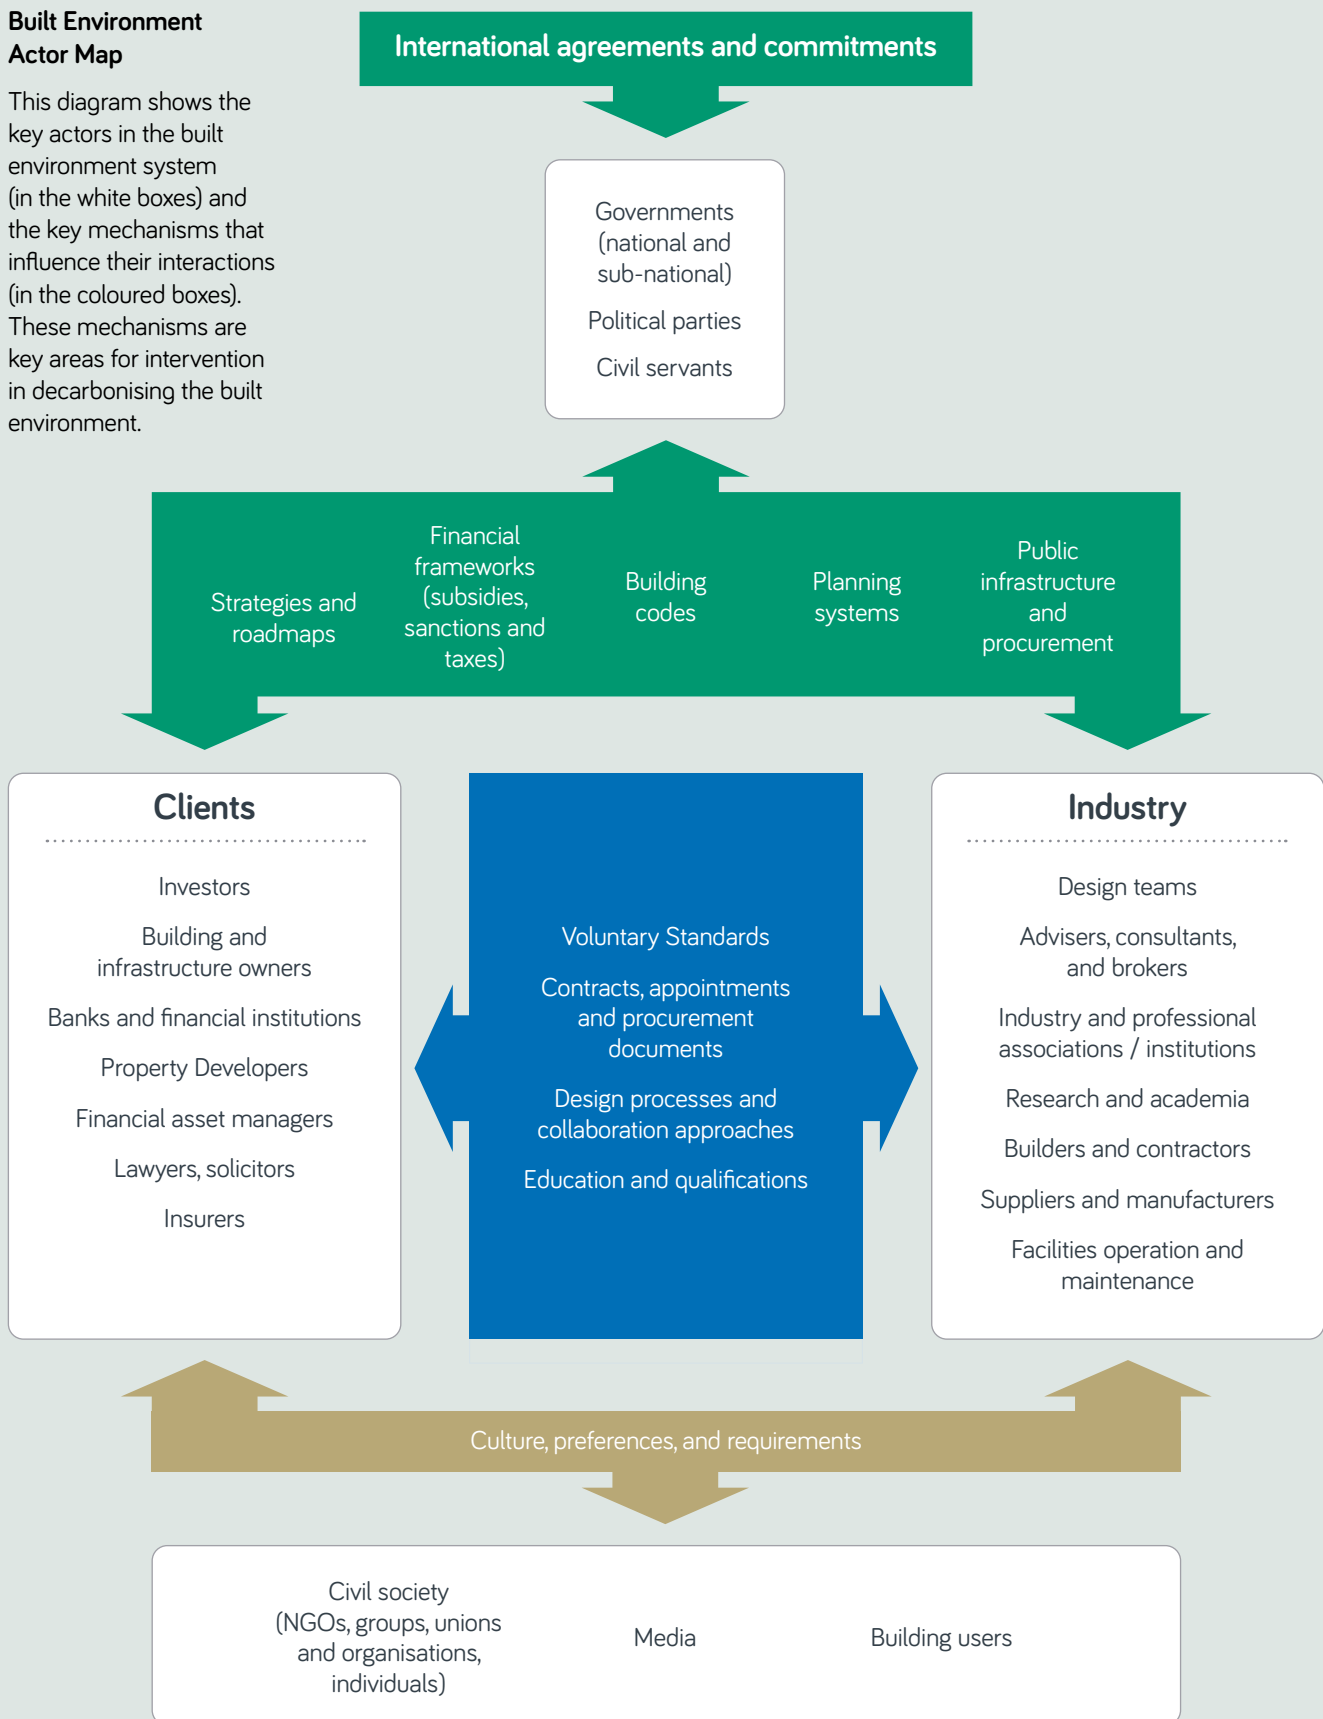 Built Environment
Actor Map
This diagram shows the
key actors in the built
environment system
(in the white boxes) and
the key mechanisms that
influence their interactions
(in the coloured boxes).
These mechanisms are
key areas for intervention
in decarbonising the built
environment.
International agreements and commitments
Governments
(national and
sub-national)
Political parties
Civil servants
Strategies and
roadmaps
Financial
frameworks
(subsidies,
sanctions and
taxes)
Building
codes
Planning
systems
Public
infrastructure
and
procurement
Clients
Investors
Building and
infrastructure owners
Banks and financial institutions
Property Developers
Financial asset managers
Lawyers, solicitors
Insurers
Voluntary Standards
Contracts, appointments
and procurement
documents
Design processes and
collaboration approaches
Education and qualifications
Industry
Design teams
Advisers, consultants,
and brokers
Industry and professional
associations / institutions
Research and academia
Builders and contractors
Suppliers and manufacturers
Facilities operation and
maintenance
Culture, preferences, and requirements
Civil society
(NGOs, groups, unions
and organisations,
individuals)
Media
Building users